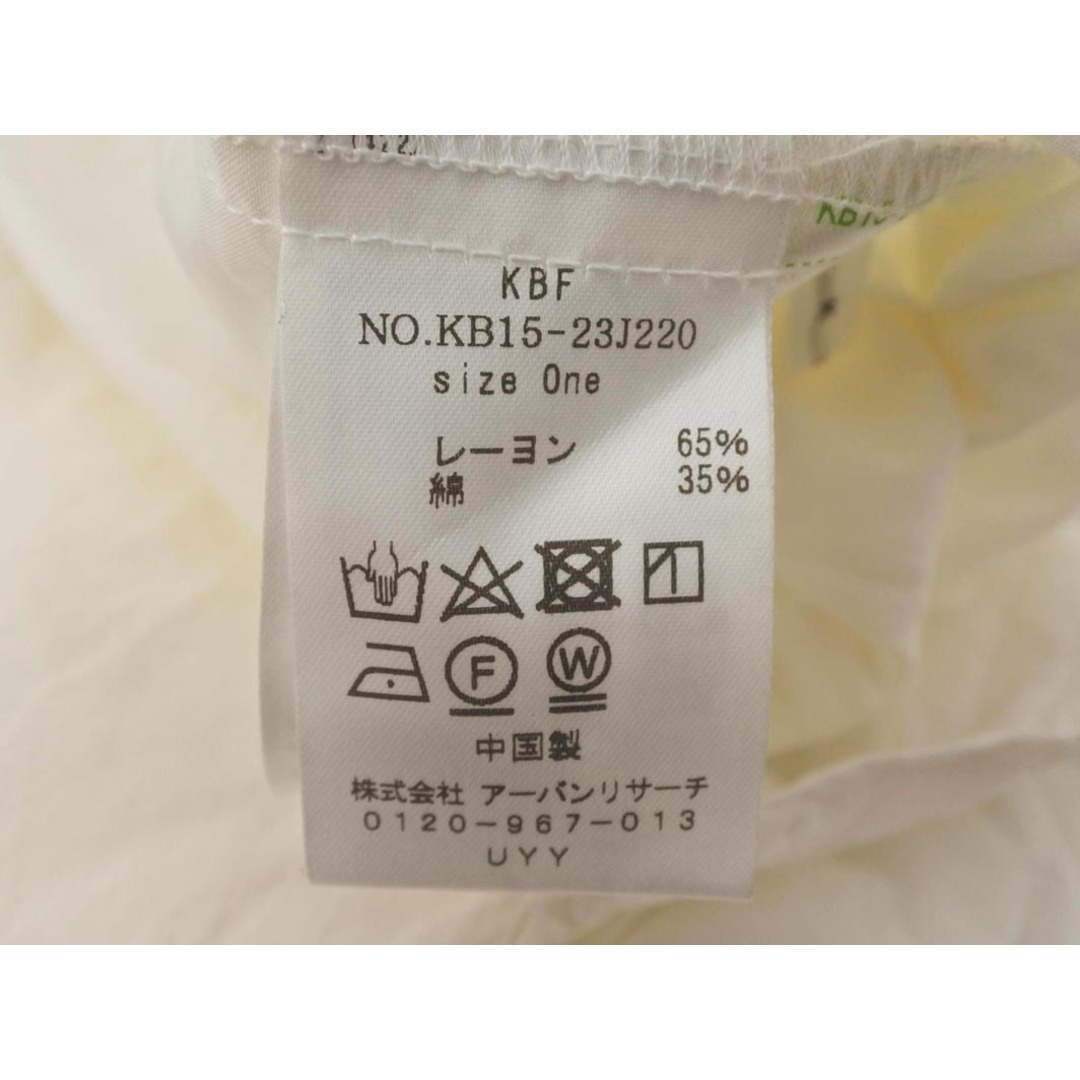 KBF
NO.KB15-23J220
size One
レーヨン 65%
綿 35%
F W
中国製
株式会社 アーバンリサーチ
0120-967-013
UYY